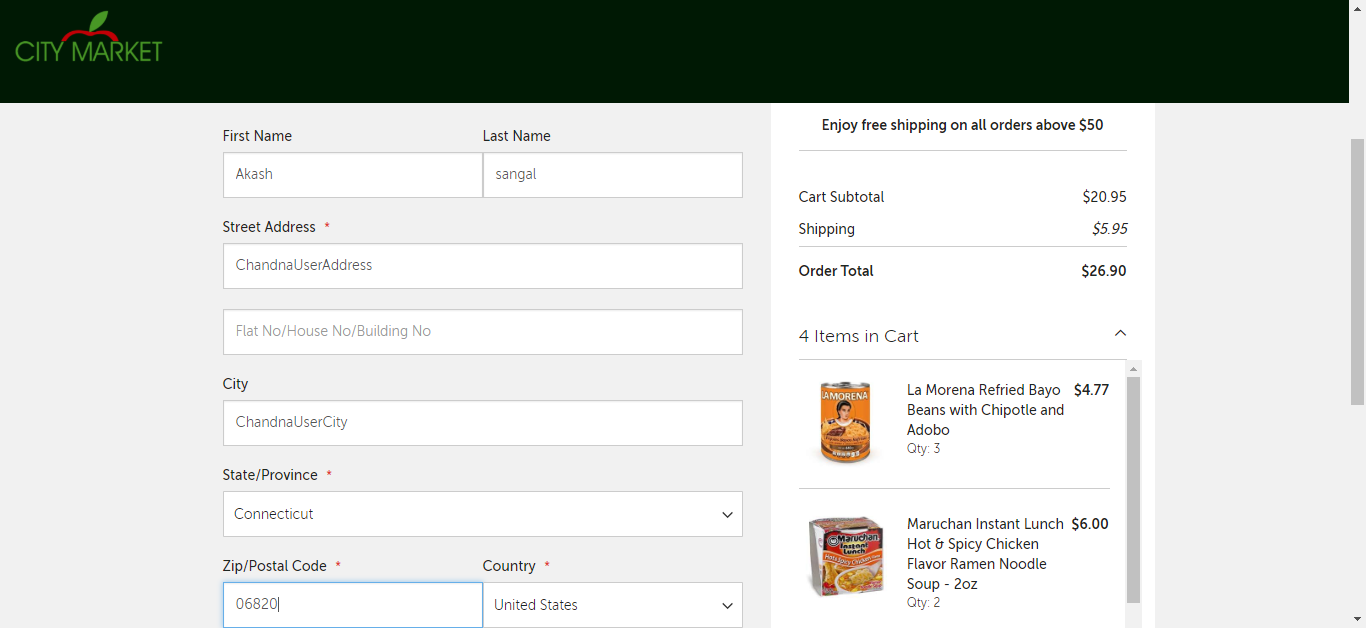 CITY MARKET
First Name
Last Name
Akash
sangal
Street Address *
ChandnaUserAddress
Flat No/House No/Building No
City
ChandnaUserCity
State/Province *
Connecticut
Zip/Postal Code *
Country *
06820
United States
Enjoy free shipping on all orders above $50
Cart Subtotal $20.95
Shipping $5.95
Order Total $26.90
4 Items in Cart
LA MORENA
La Morena Refried Bayo $4.77
Beans with Chipotle and
Adobo
Qty: 3
Maruchan
Instant
Lunch
Maruchan Instant Lunch $6.00
Hot & Spicy Chicken
Flavor Ramen Noodle
Soup - 2oz
Qty: 2